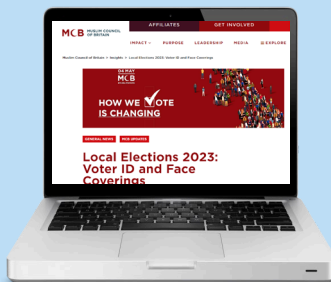 AFFILIATES GET INVOLVED
MCB MUSLIM COUNCIL
OF BRITAIN
IMPACT PURPOSE LEADERSHIP MEDIA EXPLORE
Muslim Council of Britain > Insights > Local Elections 2023: Voter ID and Face Coverings
04 MAY
MCB
HOW WE VOTE
IS CHANGING
GENERAL NEWS MCB UPDATES
Local Elections 2023:
Voter ID and Face
Coverings